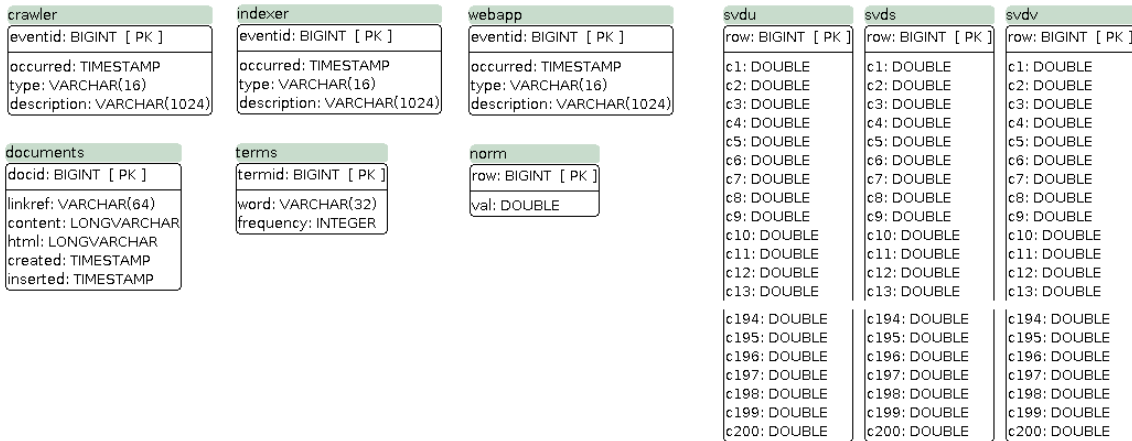 crawler
eventid: BIGINT [ PK ]
occurred: TIMESTAMP
type: VARCHAR(16)
description: VARCHAR(1024)
indexer
eventid: BIGINT [ PK ]
occurred: TIMESTAMP
type: VARCHAR(16)
description: VARCHAR(1024)
webapp
eventid: BIGINT [ PK ]
occurred: TIMESTAMP
type: VARCHAR(16)
description: VARCHAR(1024)
documents
docid: BIGINT [ PK ]
linkref: VARCHAR(64)
content: LONGVARCHAR
html: LONGVARCHAR
created: TIMESTAMP
inserted: TIMESTAMP
terms
termid: BIGINT [ PK ]
word: VARCHAR(32)
frequency: INTEGER
norm
row: BIGINT [ PK ]
val: DOUBLE
svdu
row: BIGINT [ PK ]
c1: DOUBLE
c2: DOUBLE
c3: DOUBLE
c4: DOUBLE
c5: DOUBLE
c6: DOUBLE
c7: DOUBLE
c8: DOUBLE
c9: DOUBLE
c10: DOUBLE
c11: DOUBLE
c12: DOUBLE
c13: DOUBLE
c194: DOUBLE
c195: DOUBLE
c196: DOUBLE
c197: DOUBLE
c198: DOUBLE
c199: DOUBLE
c200: DOUBLE
svds
row: BIGINT [ PK ]
c1: DOUBLE
c2: DOUBLE
c3: DOUBLE
c4: DOUBLE
c5: DOUBLE
c6: DOUBLE
c7: DOUBLE
c8: DOUBLE
c9: DOUBLE
c10: DOUBLE
c11: DOUBLE
c12: DOUBLE
c13: DOUBLE
c194: DOUBLE
c195: DOUBLE
c196: DOUBLE
c197: DOUBLE
c198: DOUBLE
c199: DOUBLE
c200: DOUBLE
svdv
row: BIGINT [ PK ]
c1: DOUBLE
c2: DOUBLE
c3: DOUBLE
c4: DOUBLE
c5: DOUBLE
c6: DOUBLE
c7: DOUBLE
c8: DOUBLE
c9: DOUBLE
c10: DOUBLE
c11: DOUBLE
c12: DOUBLE
c13: DOUBLE
c194: DOUBLE
c195: DOUBLE
c196: DOUBLE
c197: DOUBLE
c198: DOUBLE
c199: DOUBLE
c200: DOUBLE